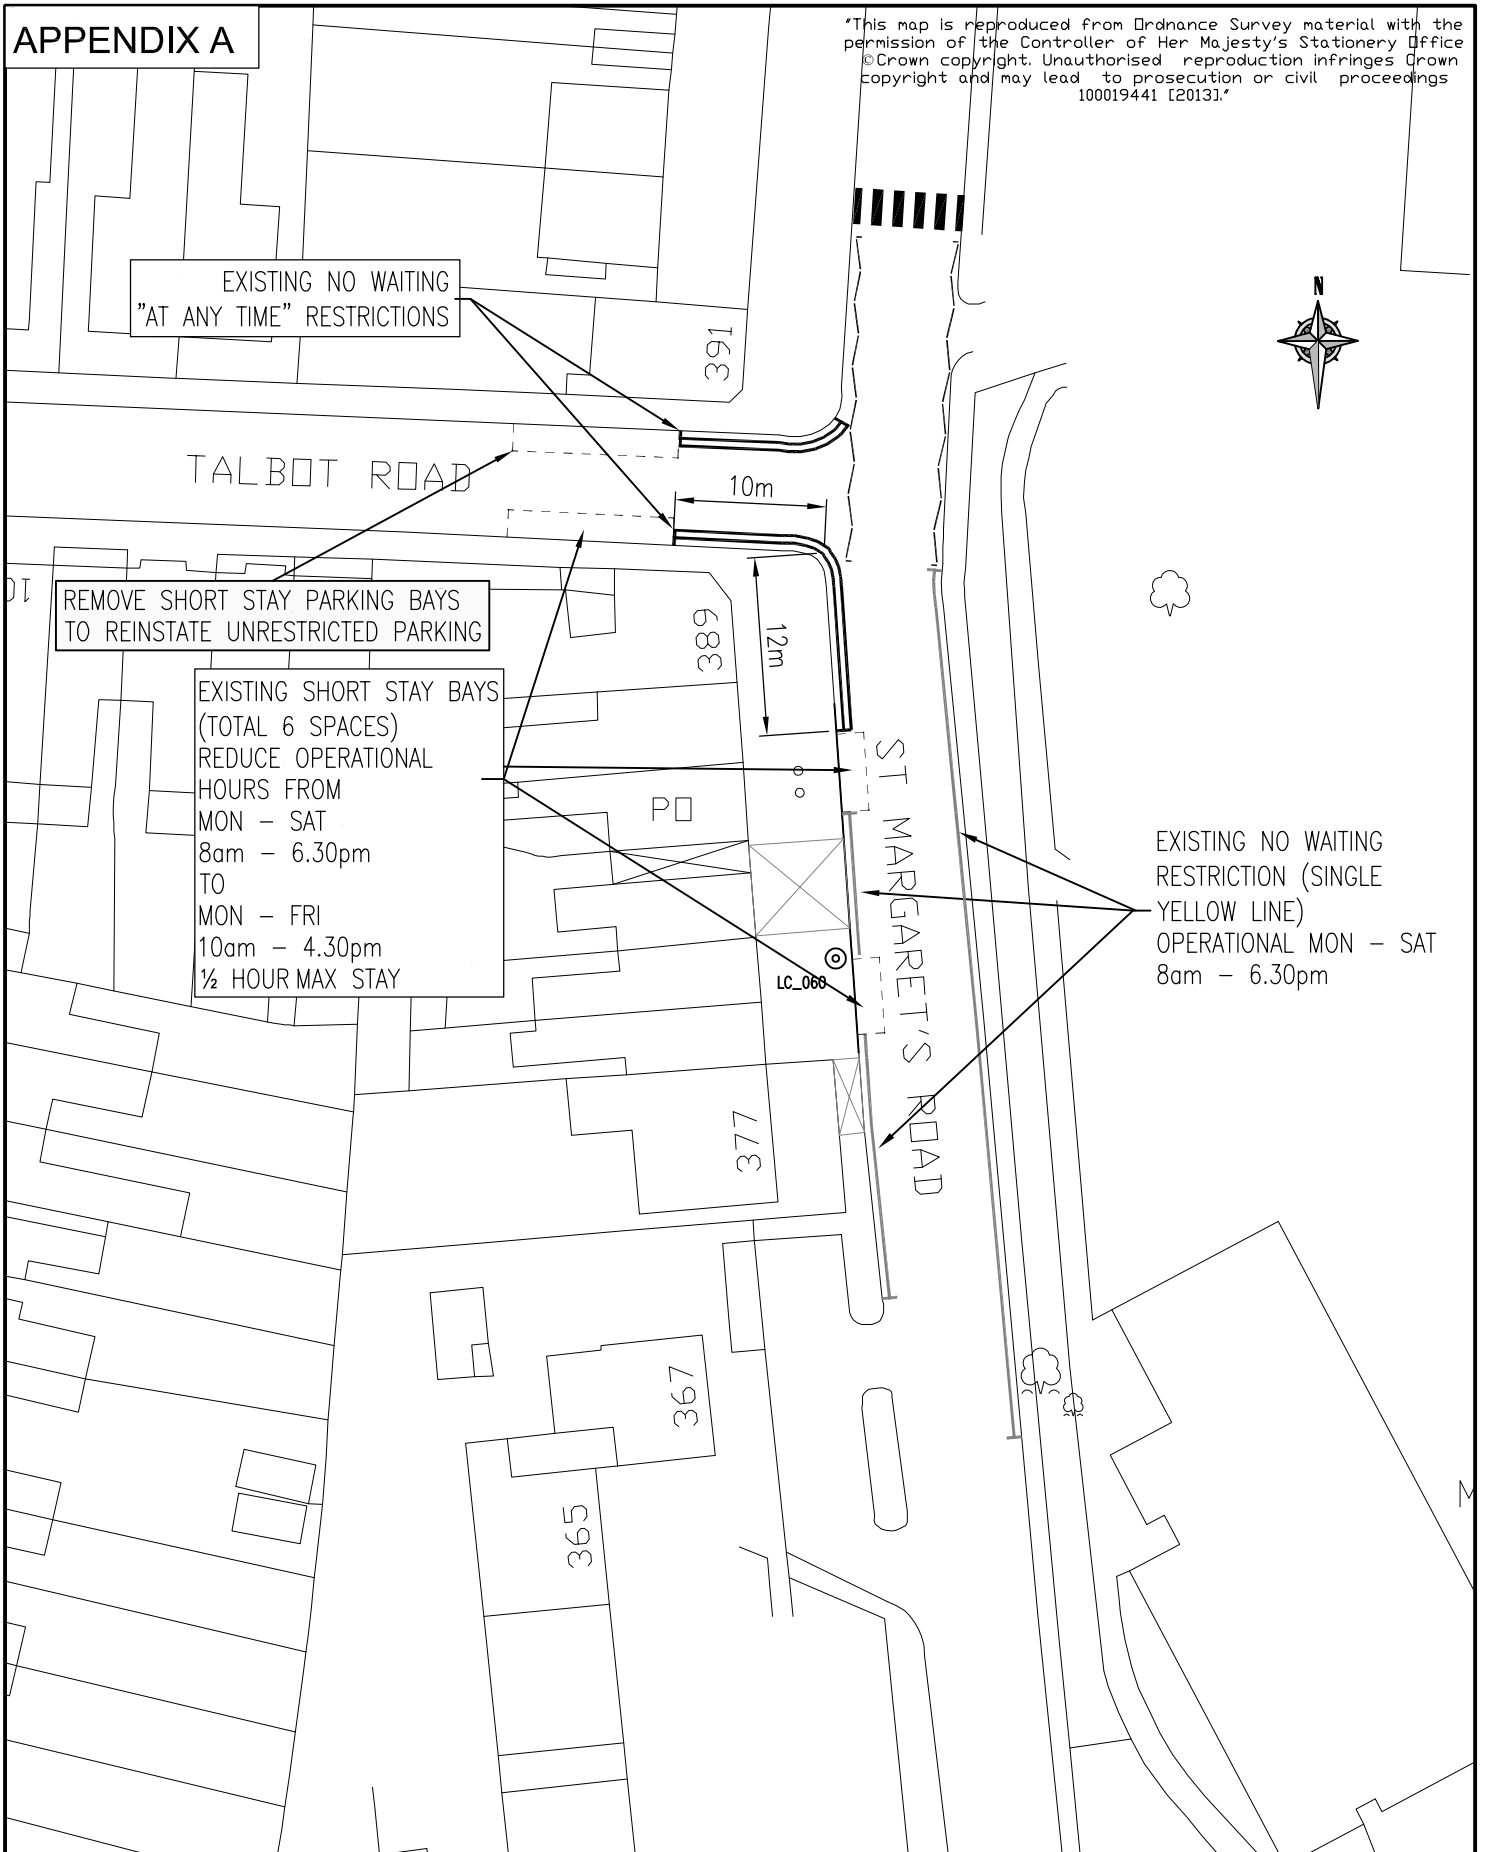 APPENDIX A
"This map is reproduced from Ordnance Survey material with the
permission of the Controller of Her Majesty's Stationery Office
©Crown copyright. Unauthorised reproduction infringes Crown
copyright and may lead to prosecution or civil proceedings
100019441 [2013]."
N
EXISTING NO WAITING
"AT ANY TIME" RESTRICTIONS
391
TALBOT ROAD
10m
REMOVE SHORT STAY PARKING BAYS
TO REINSTATE UNRESTRICTED PARKING
389
12m
EXISTING SHORT STAY BAYS
(TOTAL 6 SPACES)
REDUCE OPERATIONAL
HOURS FROM
MON - SAT
8am - 6.30pm
TO
MON - FRI
10am - 4.30pm
½ HOUR MAX STAY
PO
ST MARGARET'S ROAD
LC_060
EXISTING NO WAITING
RESTRICTION (SINGLE
YELLOW LINE)
OPERATIONAL MON - SAT
8am - 6.30pm
377
367
365